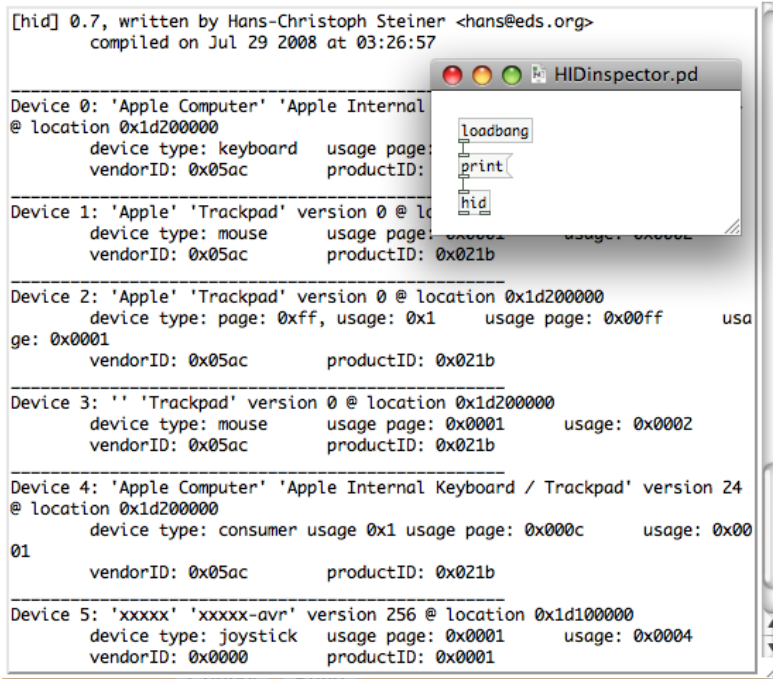 [hid] 0.7, written by Hans-Christoph Steiner <hans@eds.org>
compiled on Jul 29 2008 at 03:26:57
HIDinspector.pd
loadbang
print
hid
Device 0: 'Apple Computer' 'Apple Internal
@ location 0x1d200000
device type: keyboard usage page:
vendorID: 0x05ac productID:
Device 1: 'Apple' 'Trackpad' version 0 @ lo
device type: mouse usage page: 0x0001 usage: 0x0002
vendorID: 0x05ac productID: 0x021b
Device 2: 'Apple' 'Trackpad' version 0 @ location 0x1d200000
device type: page: 0xff, usage: 0x1 usage page: 0x00ff usa
ge: 0x0001
vendorID: 0x05ac productID: 0x021b
Device 3: '' 'Trackpad' version 0 @ location 0x1d200000
device type: mouse usage page: 0x0001 usage: 0x0002
vendorID: 0x05ac productID: 0x021b
Device 4: 'Apple Computer' 'Apple Internal Keyboard / Trackpad' version 24
@ location 0x1d200000
device type: consumer usage 0x1 usage page: 0x000c usage: 0x00
01
vendorID: 0x05ac productID: 0x021b
Device 5: 'xxxxx' 'xxxxx-avr' version 256 @ location 0x1d100000
device type: joystick usage page: 0x0001 usage: 0x0004
vendorID: 0x0000 productID: 0x0001